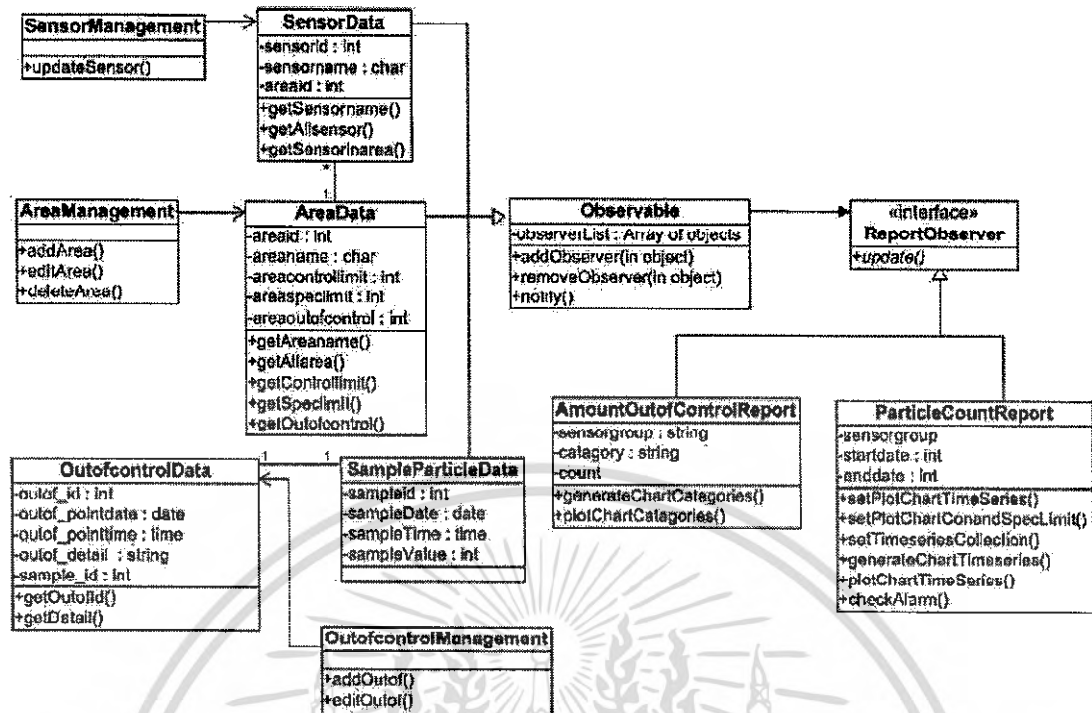 SensorManagement
+updateSensor()
SensorData
-sensorid : int
-sensorname : char
-areaid : int
+getSensorname()
+getAllsensor()
+getSensorinarea()
*
1
AreaManagement
+addArea()
+editArea()
+deleteArea()
AreaData
-areaid : int
-areaname : char
-areacontrollimit : int
-areaspeclimit : int
-areaoutofcontrol : int
+getAreaname()
+getAllarea()
+getControllimit()
+getSpeclimit()
+getOutofcontrol()
Observable
-observerList : Array of objects
+addObserver(in object)
+removeObserver(in object)
+notify()
«interface»
ReportObserver
+update()
AmountOutofControlReport
-sensorgroup : string
-catagory : string
-count
+generateChartCatagories()
+plotChartCatagories()
ParticleCountReport
-sensorgroup
-startdate : int
-enddate : int
+setPlotChartTimeSeries()
+setPlotChartConandSpecLimit()
+setTimeseriesCollection()
+generateChartTimeseries()
+plotChartTimeSeries()
+checkAlarm()
OutofcontrolData
-outof_id : int
-outof_pointdate : date
-outof_pointtime : time
-outof_detail : string
-sample_id : int
+getOutofid()
+getDetail()
1
1
SampleParticleData
-sampleid : int
-sampleDate : date
-sampleTime : time
-sampleValue : int
OutofcontrolManagement
+addOutof()
+editOutof()